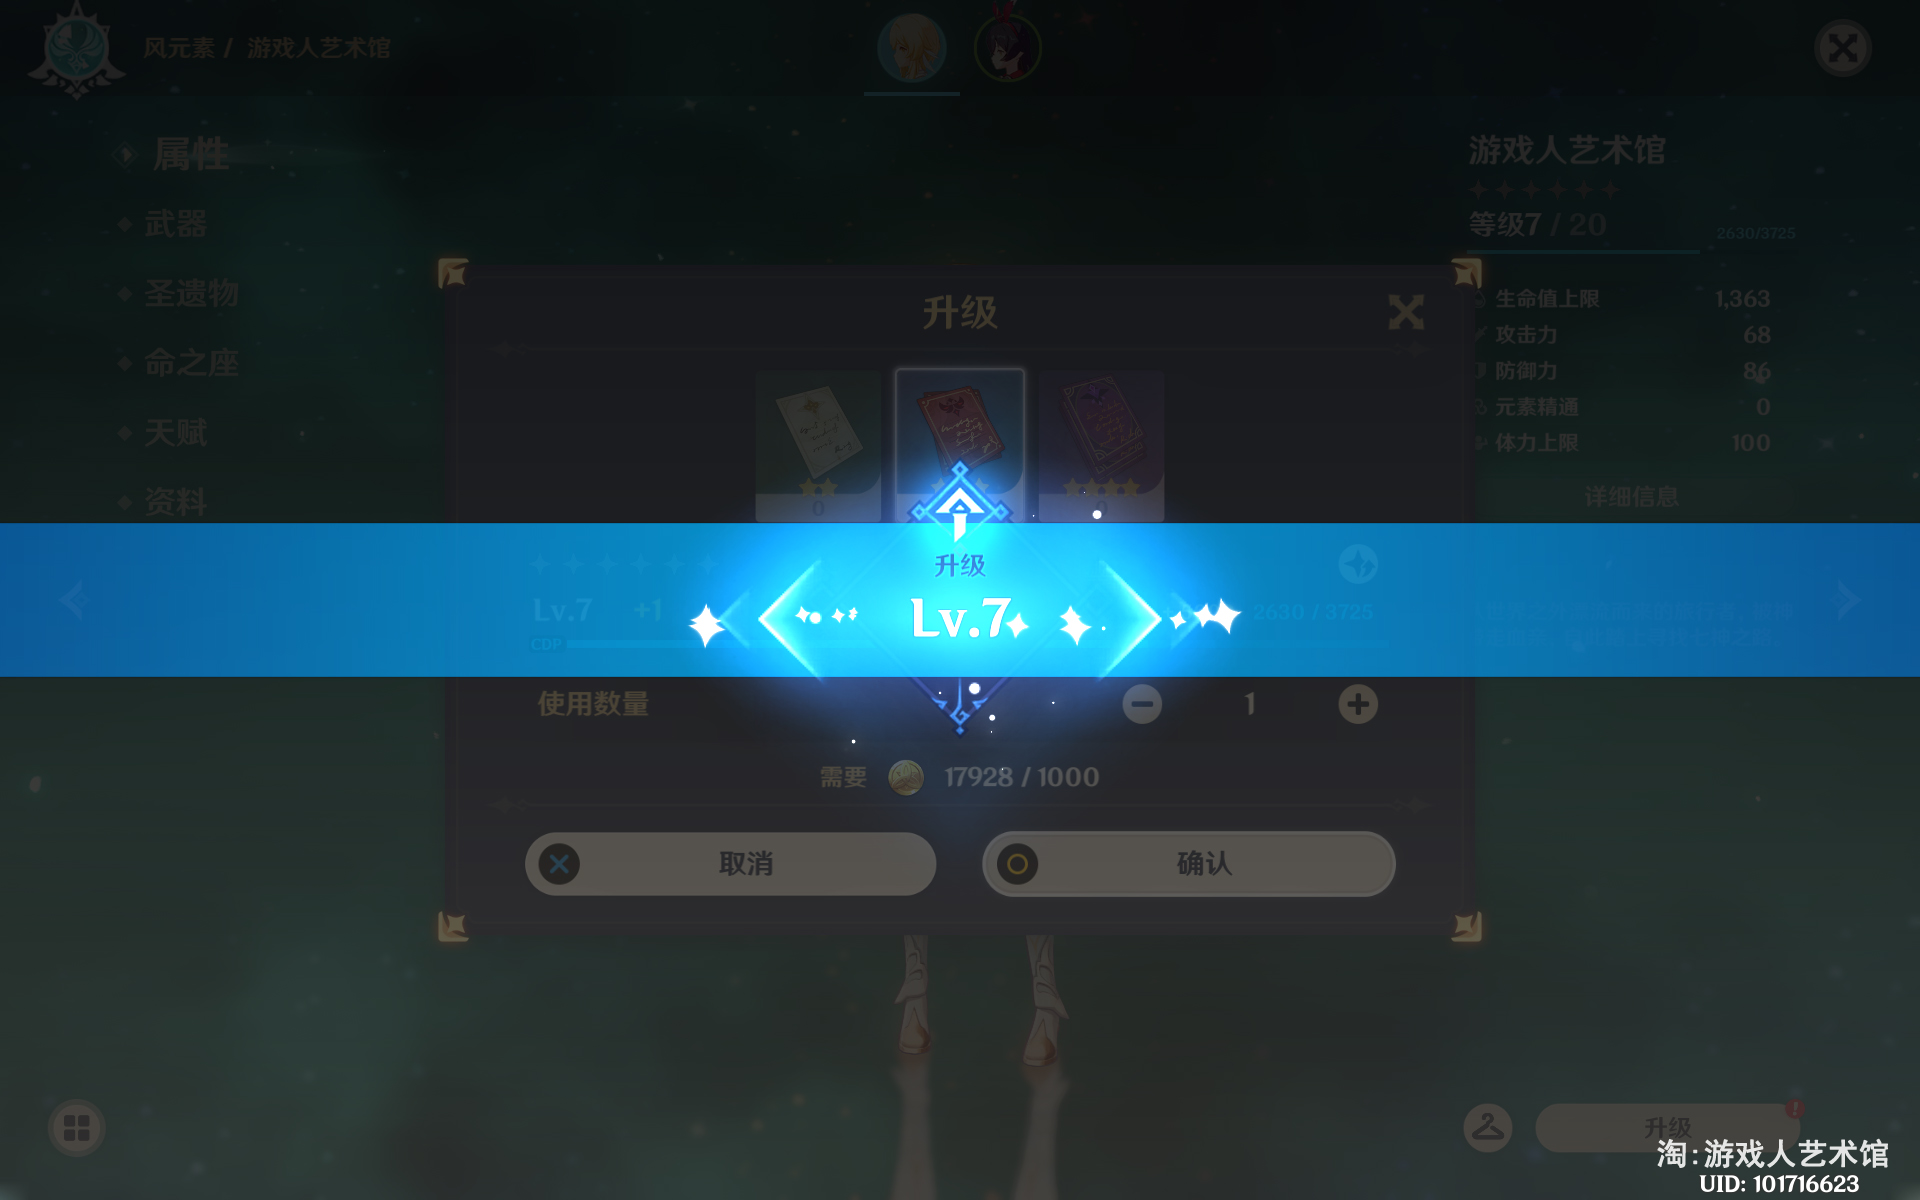 风元素 / 游戏人艺术馆
属性
武器
圣遗物
命之座
天赋
资料
游戏人艺术馆
等级7 / 20
2630/3725
生命值上限 1,363
攻击力 68
防御力 86
元素精通 0
体力上限 100
详细信息
升级
0
0
升级
Lv.7
Lv.7 +1
2630 / 3725
CDP
使用数量
1
需要 17928 / 1000
取消
确认
升级
淘:游戏人艺术馆
UID: 101716623